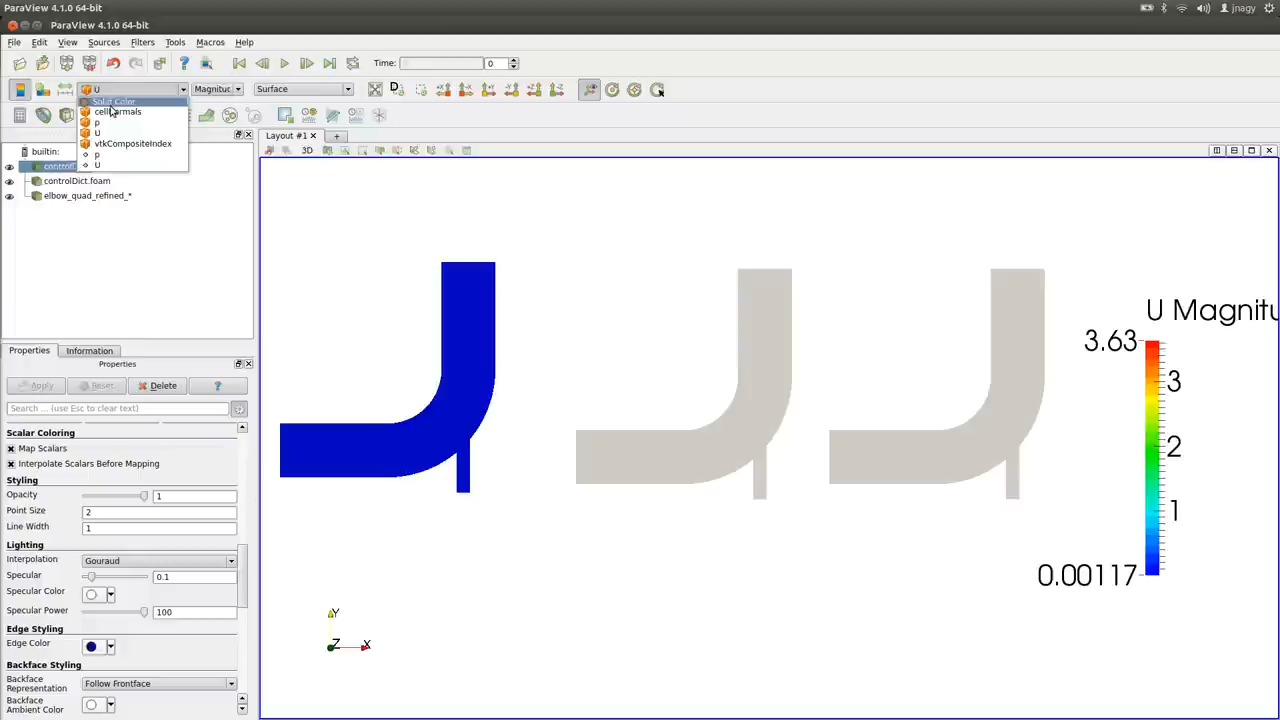 ParaView 4.1.0 64-bit
jnagy
ParaView 4.1.0 64-bit
File Edit View Sources Filters Tools Macros Help
Time: 0
U Magnituc Surface
Solid Color
p
U
vtkCompositeIndex
p
U
builtin:
controlDict.foam
elbow_quad_refined_*
Layout #1
3D
Properties Information
Properties
Apply Reset Delete ?
Search ... (use Esc to clear text)
Scalar Coloring
Map Scalars
Interpolate Scalars Before Mapping
Styling
Opacity 1
Point Size 2
Line Width 1
Lighting
Interpolation Gouraud
Specular 0.1
Specular Color
Specular Power 100
Edge Styling
Edge Color
Backface Styling
Backface Representation Follow Frontface
Backface Ambient Color
U Magnitu
3.63
3
2
1
0.00117
Y
Z X